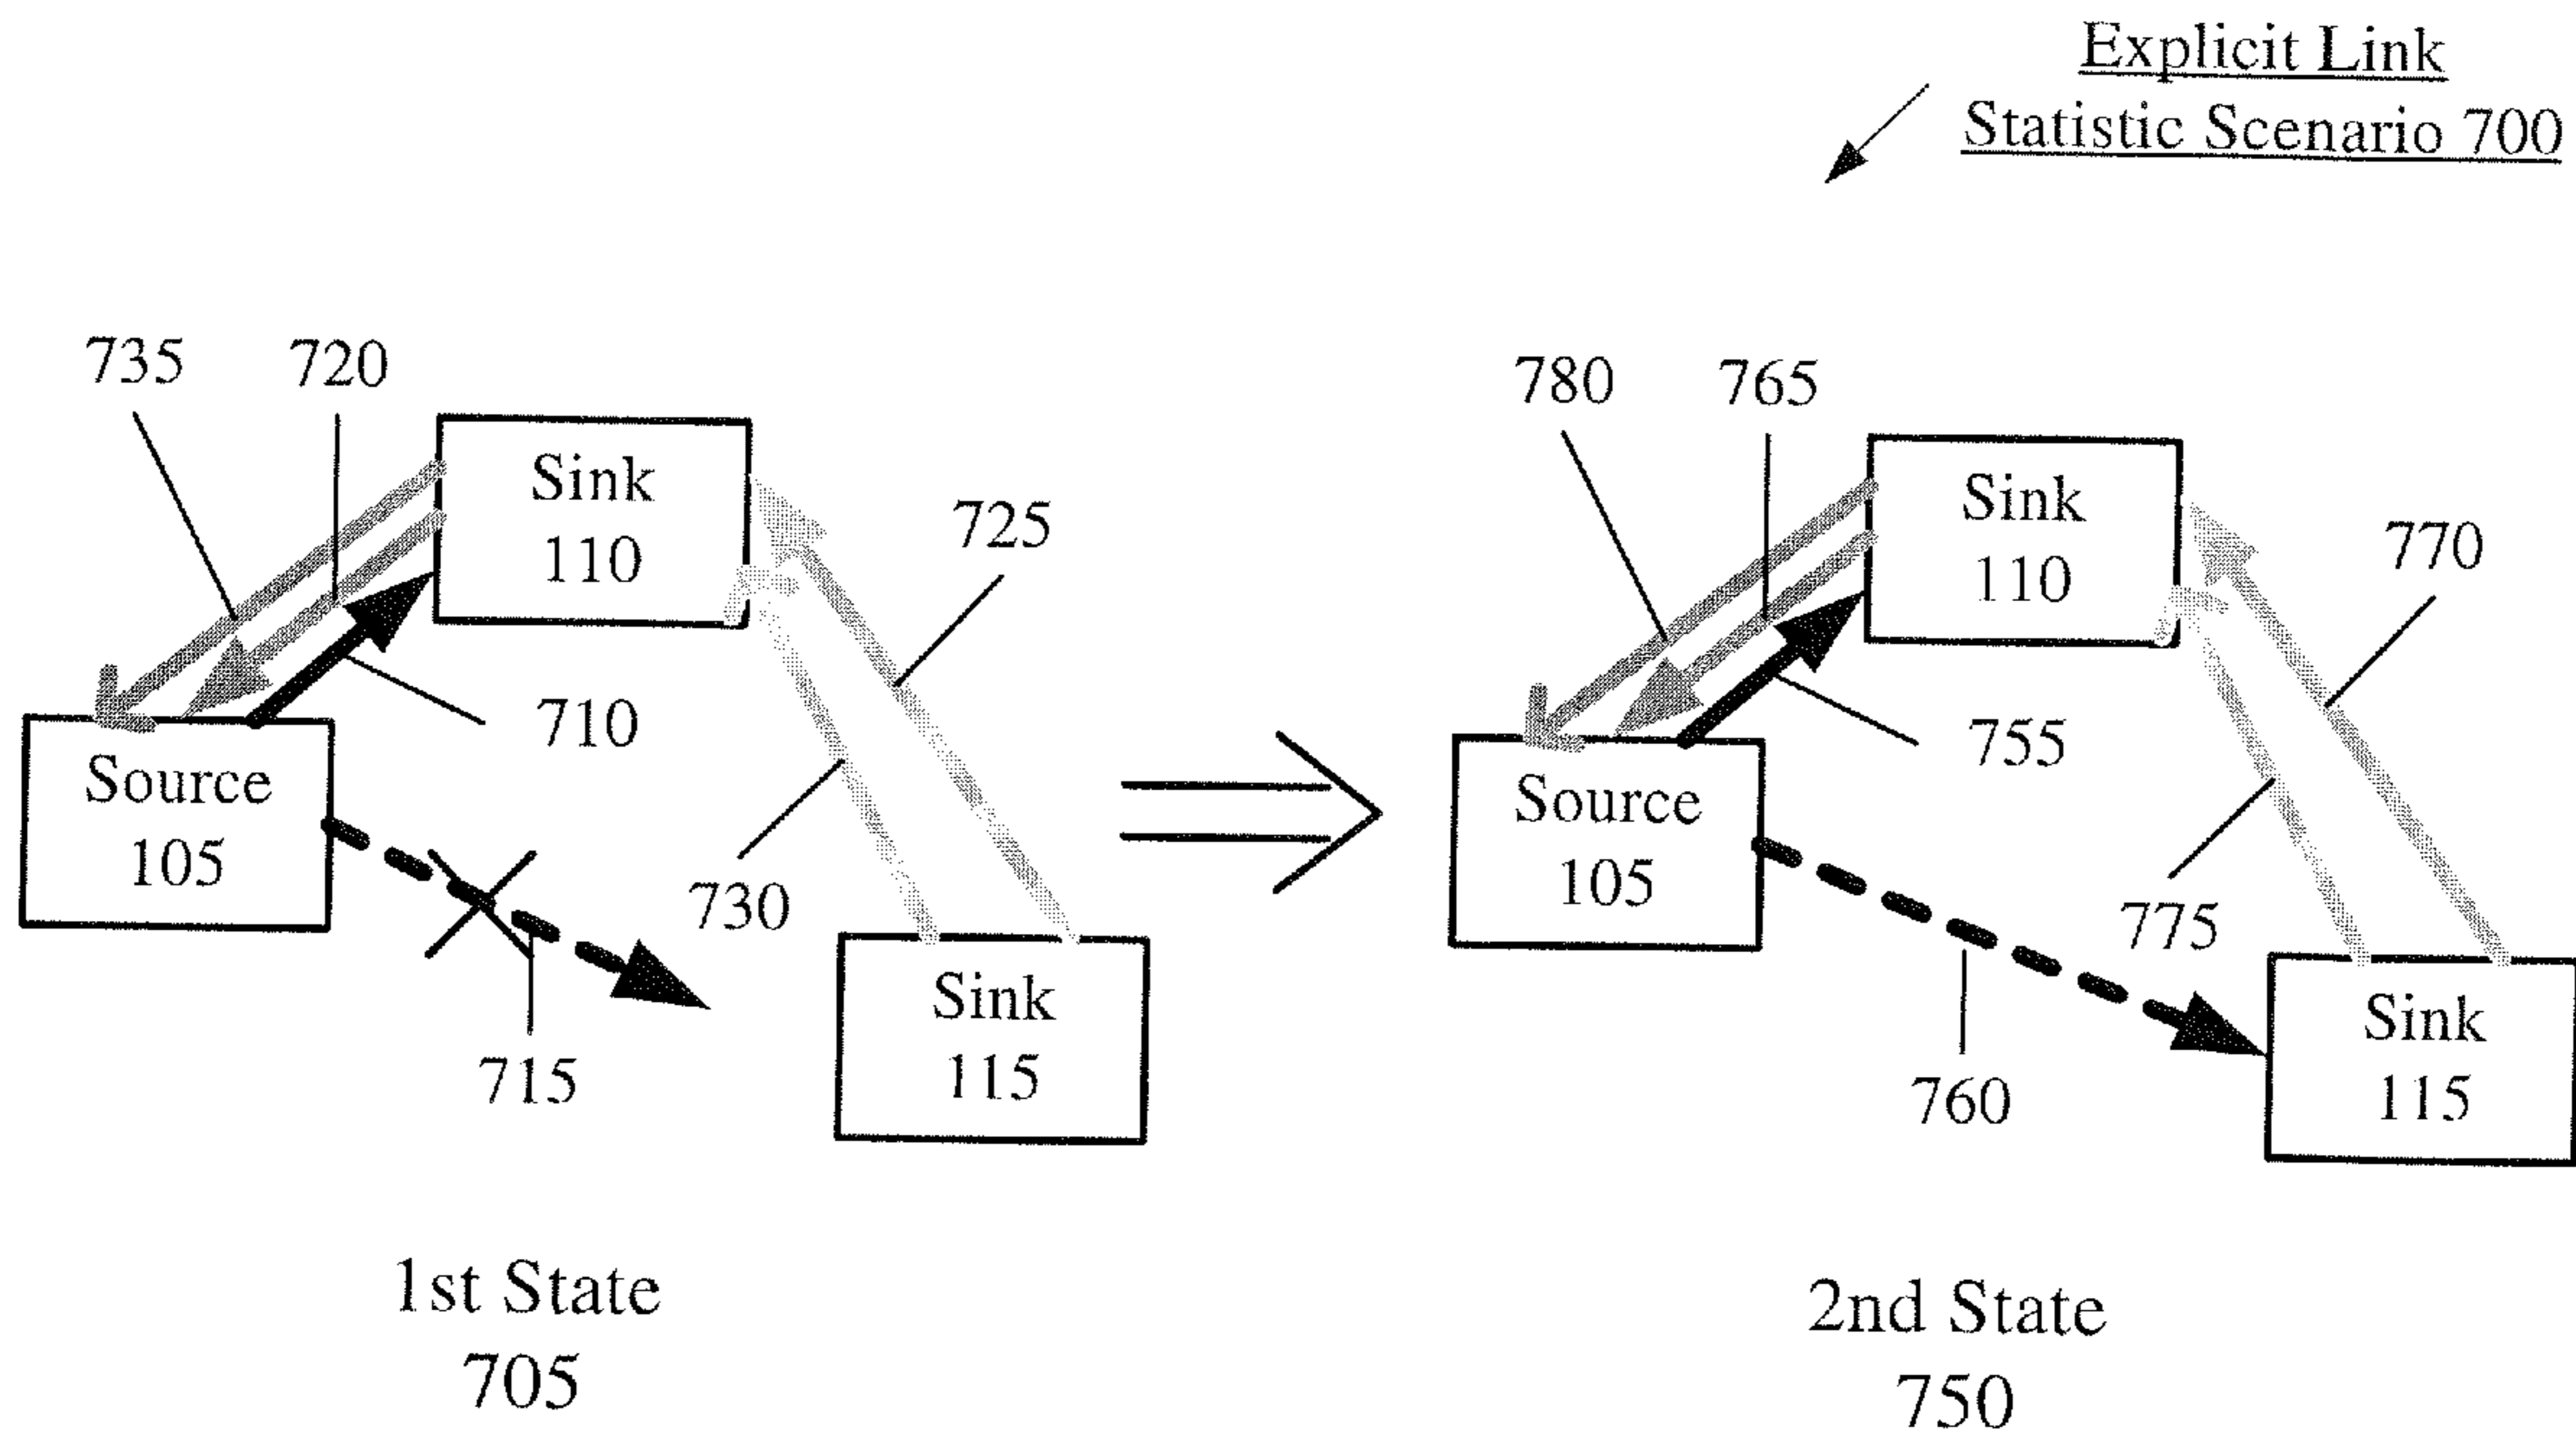 Explicit Link
Statistic Scenario 700
735
720
Sink
110
725
710
Source
105
730
715
Sink
115
1st State
705
780
765
Sink
110
770
755
Source
105
775
760
Sink
115
2nd State
750